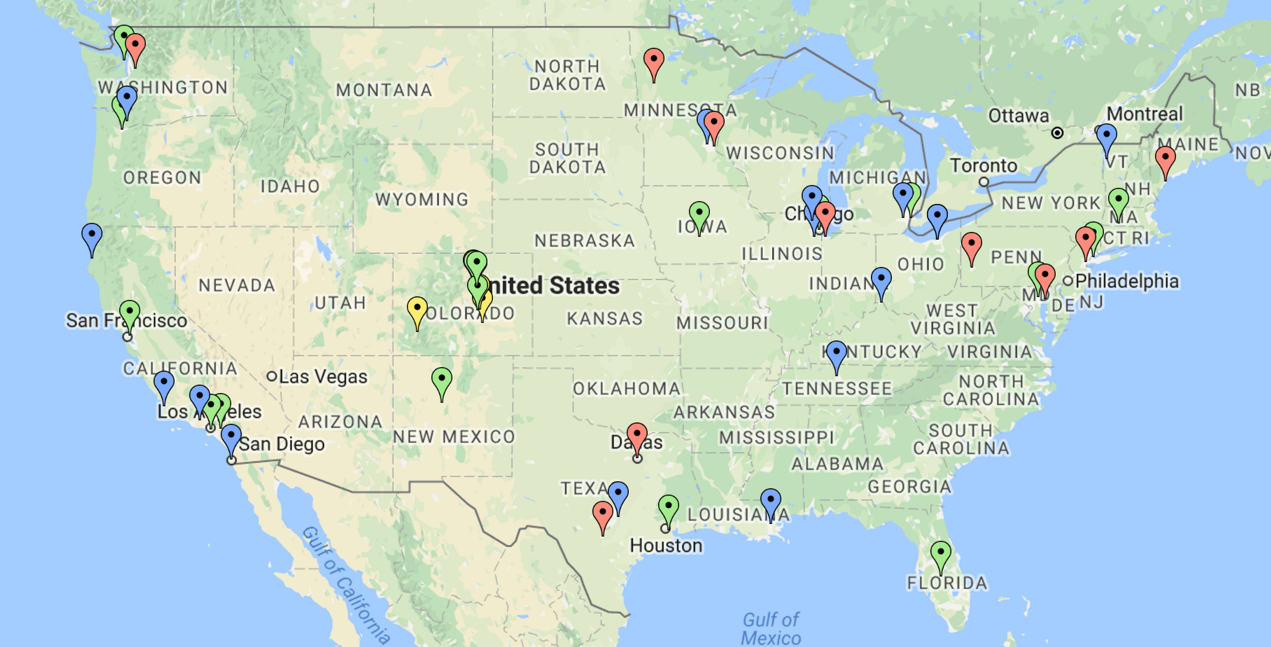 Ottawa
Montreal
NB
WASHINGTON
MONTANA
NORTH
DAKOTA
MINNESOTA
MAINE
NOV
VT
WISCONSIN
Toronto
SOUTH
DAKOTA
OREGON
IDAHO
MICHIGAN
NH
WYOMING
NEW YORK
MA
Chicago
IOWA
CT RI
NEBRASKA
ILLINOIS
OHIO
PENN
NEVADA
United States
INDIANA
Philadelphia
UTAH
COLORADO
MD
DE
NJ
San Francisco
KANSAS
MISSOURI
WEST
VIRGINIA
KENTUCKY
VIRGINIA
CALIFORNIA
Las Vegas
OKLAHOMA
TENNESSEE
NORTH
CAROLINA
Los Angeles
ARIZONA
NEW MEXICO
ARKANSAS
San Diego
Dallas
MISSISSIPPI
SOUTH
CAROLINA
ALABAMA
TEXAS
GEORGIA
LOUISIANA
Houston
Gulf of California
FLORIDA
Gulf of
Mexico